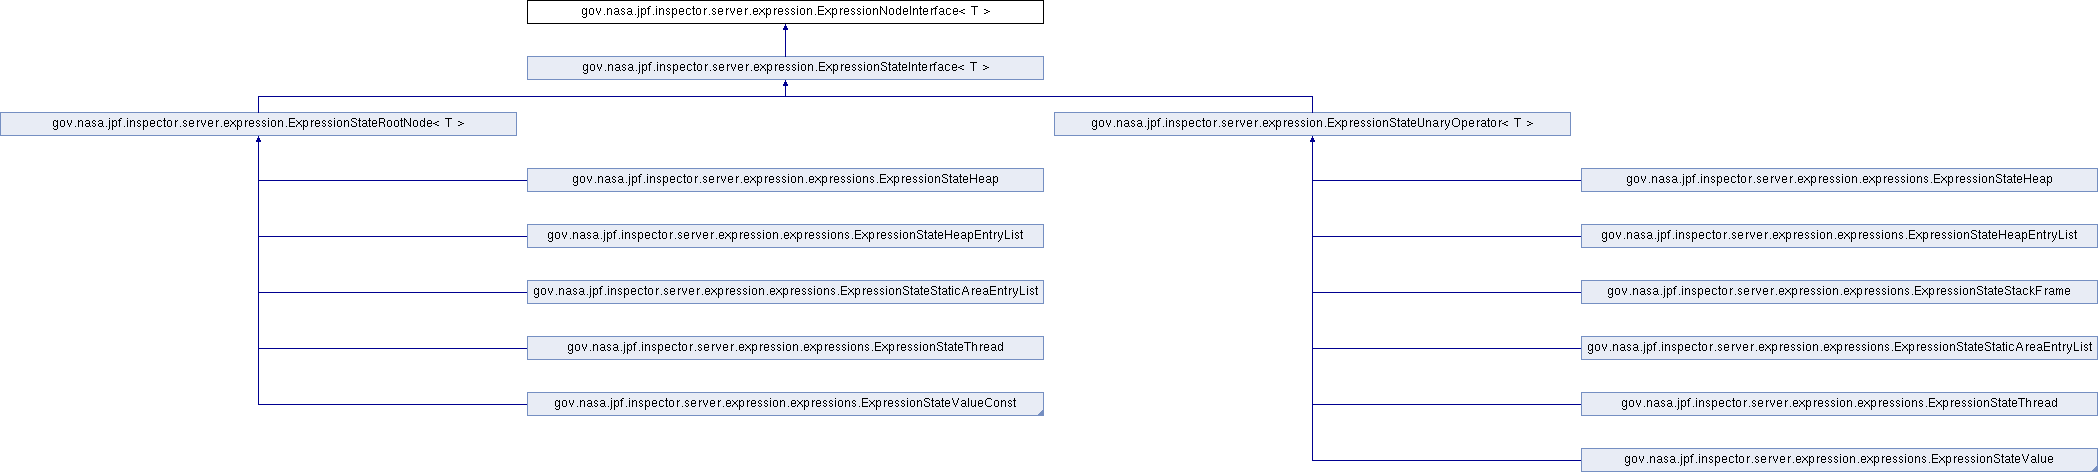 gov.nasa.jpf.inspector.server.expression.ExpressionNodeInterface< T >
gov.nasa.jpf.inspector.server.expression.ExpressionStateInterface< T >
gov.nasa.jpf.inspector.server.expression.ExpressionStateRootNode< T >
gov.nasa.jpf.inspector.server.expression.ExpressionStateUnaryOperator< T >
gov.nasa.jpf.inspector.server.expression.expressions.ExpressionStateHeap
gov.nasa.jpf.inspector.server.expression.expressions.ExpressionStateHeap
gov.nasa.jpf.inspector.server.expression.expressions.ExpressionStateHeapEntryList
gov.nasa.jpf.inspector.server.expression.expressions.ExpressionStateHeapEntryList
gov.nasa.jpf.inspector.server.expression.expressions.ExpressionStateStaticAreaEntryList
gov.nasa.jpf.inspector.server.expression.expressions.ExpressionStateStackFrame
gov.nasa.jpf.inspector.server.expression.expressions.ExpressionStateThread
gov.nasa.jpf.inspector.server.expression.expressions.ExpressionStateStaticAreaEntryList
gov.nasa.jpf.inspector.server.expression.expressions.ExpressionStateValueConst
gov.nasa.jpf.inspector.server.expression.expressions.ExpressionStateThread
gov.nasa.jpf.inspector.server.expression.expressions.ExpressionStateValue